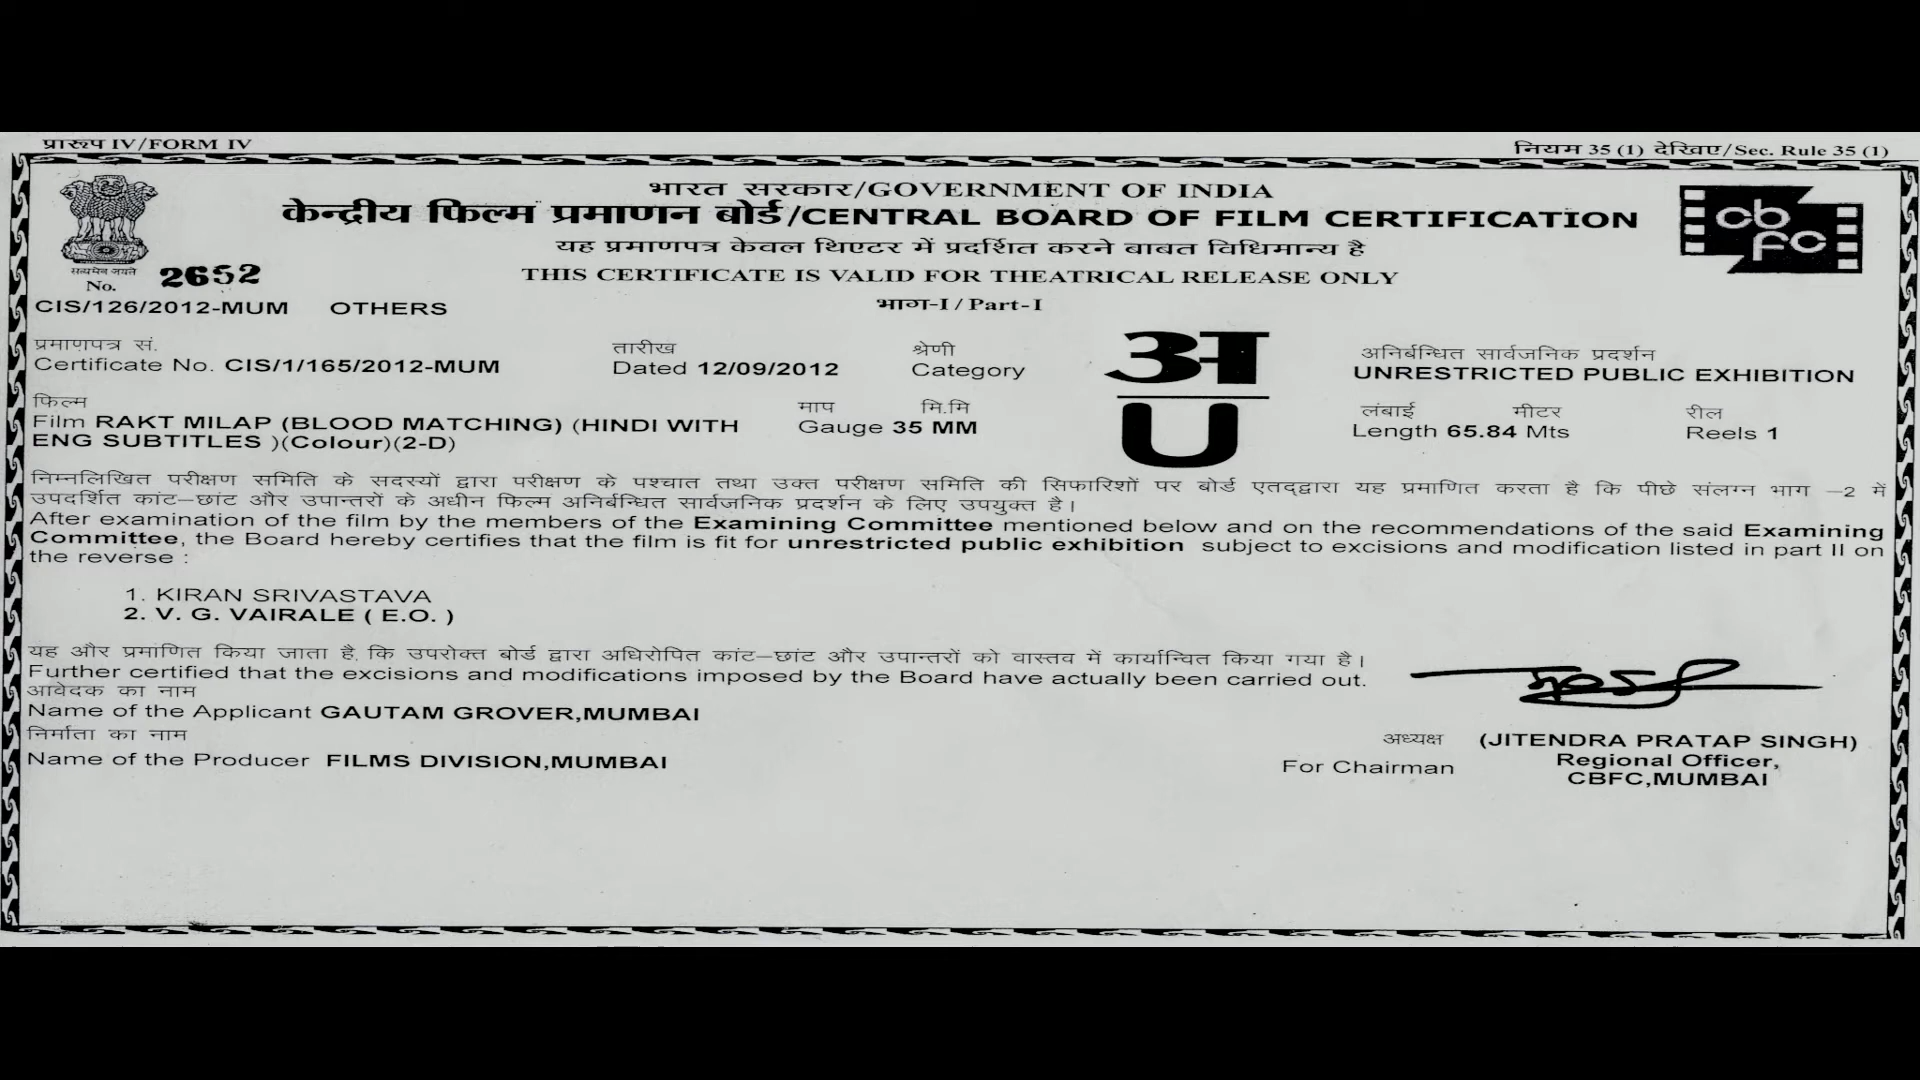 प्रारूप IV/FORM IV
नियम 35 (1) देखिए/Sec. Rule 35 (1)
भारत सरकार/GOVERNMENT OF INDIA
केन्द्रीय फिल्म प्रमाणन बोर्ड/CENTRAL BOARD OF FILM CERTIFICATION
cb
fc
यह प्रमाणपत्र केवल थिएटर में प्रदर्शित करने बाबत विधिमान्य है
सत्यमेव जयते
No. 2652
THIS CERTIFICATE IS VALID FOR THEATRICAL RELEASE ONLY
CIS/126/2012-MUM OTHERS
भाग-I / Part-I
प्रमाणपत्र सं.
Certificate No. CIS/1/165/2012-MUM
तारीख
Dated 12/09/2012
श्रेणी
Category
अ
U
अनिर्बन्धित सार्वजनिक प्रदर्शन
UNRESTRICTED PUBLIC EXHIBITION
फिल्म
Film RAKT MILAP (BLOOD MATCHING) (HINDI WITH
ENG SUBTITLES )(Colour)(2-D)
माप मि.मि
Gauge 35 MM
लंबाई मीटर
Length 65.84 Mts
रील
Reels 1
निम्नलिखित परीक्षण समिति के सदस्यों द्वारा परीक्षण के पश्चात तथा उक्त परीक्षण समिति की सिफारिशों पर बोर्ड एतद्द्वारा यह प्रमाणित करता है कि पीछे संलग्न भाग –2 में
उपदर्शित कांट–छांट और उपान्तरों के अधीन फिल्म अनिर्बन्धित सार्वजनिक प्रदर्शन के लिए उपयुक्त है।
After examination of the film by the members of the Examining Committee mentioned below and on the recommendations of the said Examining
Committee, the Board hereby certifies that the film is fit for unrestricted public exhibition subject to excisions and modification listed in part II on
the reverse :
1. KIRAN SRIVASTAVA
2. V. G. VAIRALE ( E.O. )
यह और प्रमाणित किया जाता है, कि उपरोक्त बोर्ड द्वारा अधिरोपित कांट–छांट और उपान्तरों को वास्तव में कार्यान्वित किया गया है।
Further certified that the excisions and modifications imposed by the Board have actually been carried out.
आवेदक का नाम
Name of the Applicant GAUTAM GROVER,MUMBAI
निर्माता का नाम
Name of the Producer FILMS DIVISION,MUMBAI
अध्यक्ष
For Chairman
(JITENDRA PRATAP SINGH)
Regional Officer,
CBFC,MUMBAI